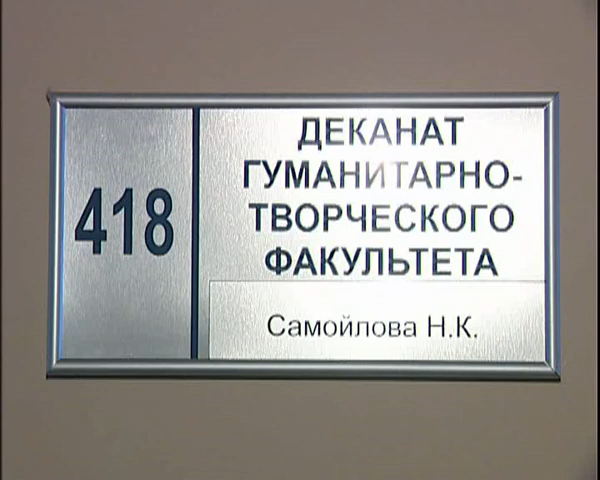 418
ДЕКАНАТ
ГУМАНИТАРНО-
ТВОРЧЕСКОГО
ФАКУЛЬТЕТА
Самойлова Н.К.